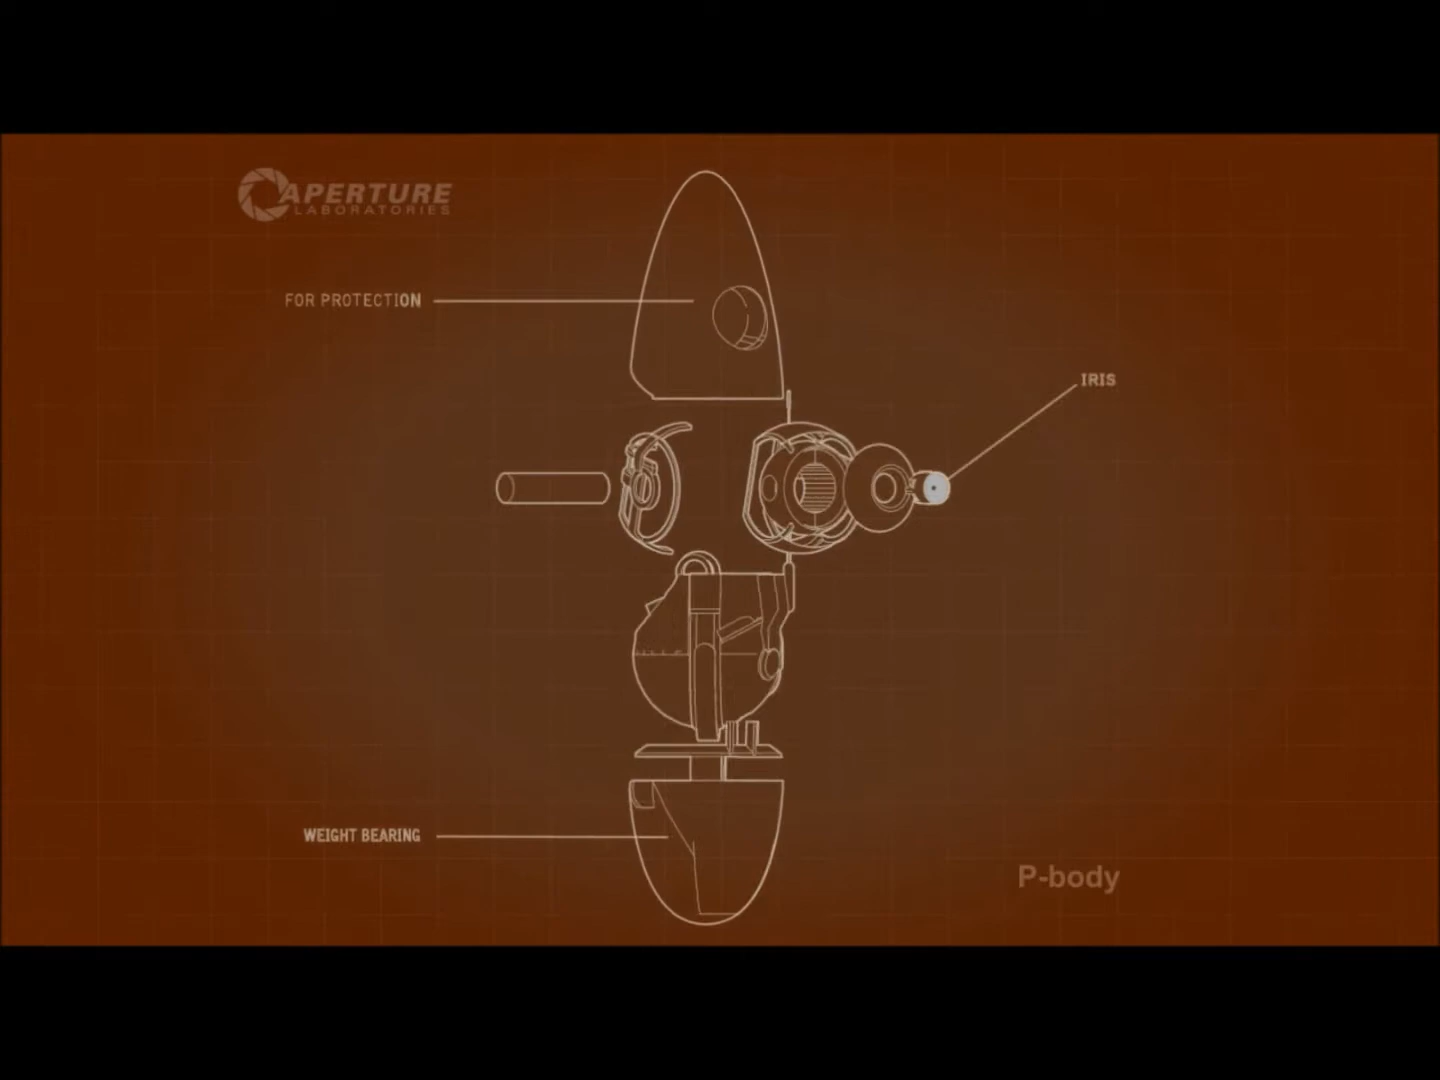 APERTURE
LABORATORIES
FOR PROTECTION
IRIS
WEIGHT BEARING
P-body